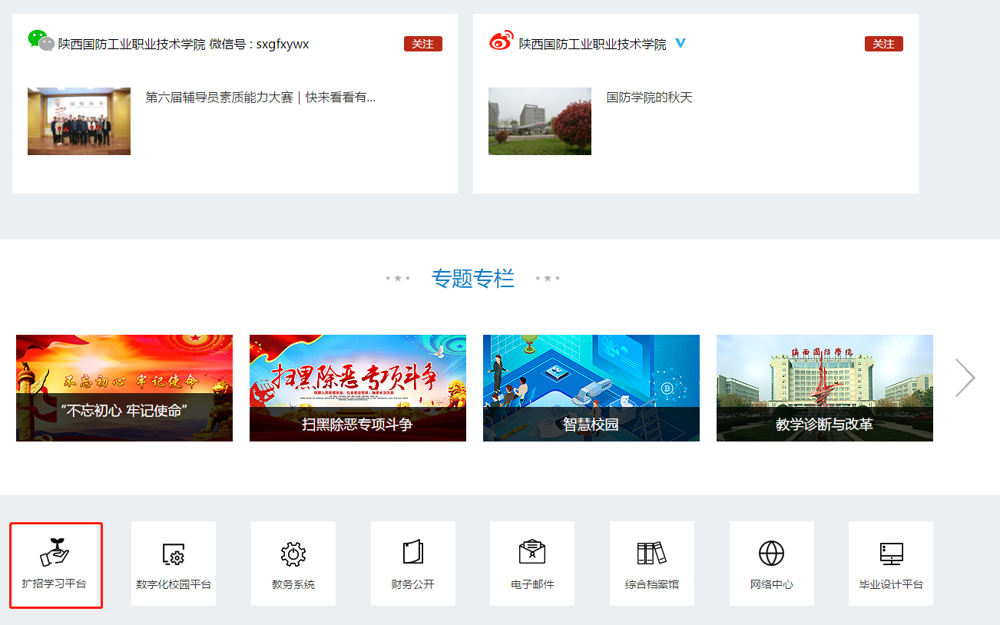 陕西国防工业职业技术学院 微信号 : sxgfxywx
关注
陕西国防工业职业技术学院
关注
第六届辅导员素质能力大赛 | 快来看看有...
国防学院的秋天
专题专栏
不忘初心 牢记使命
“不忘初心 牢记使命”
扫黑除恶专项斗争
扫黑除恶专项斗争
智慧校园
陕西国防学院
教学诊断与改革
扩招学习平台
数字化校园平台
教务系统
财务公开
电子邮件
综合档案馆
网络中心
毕业设计平台